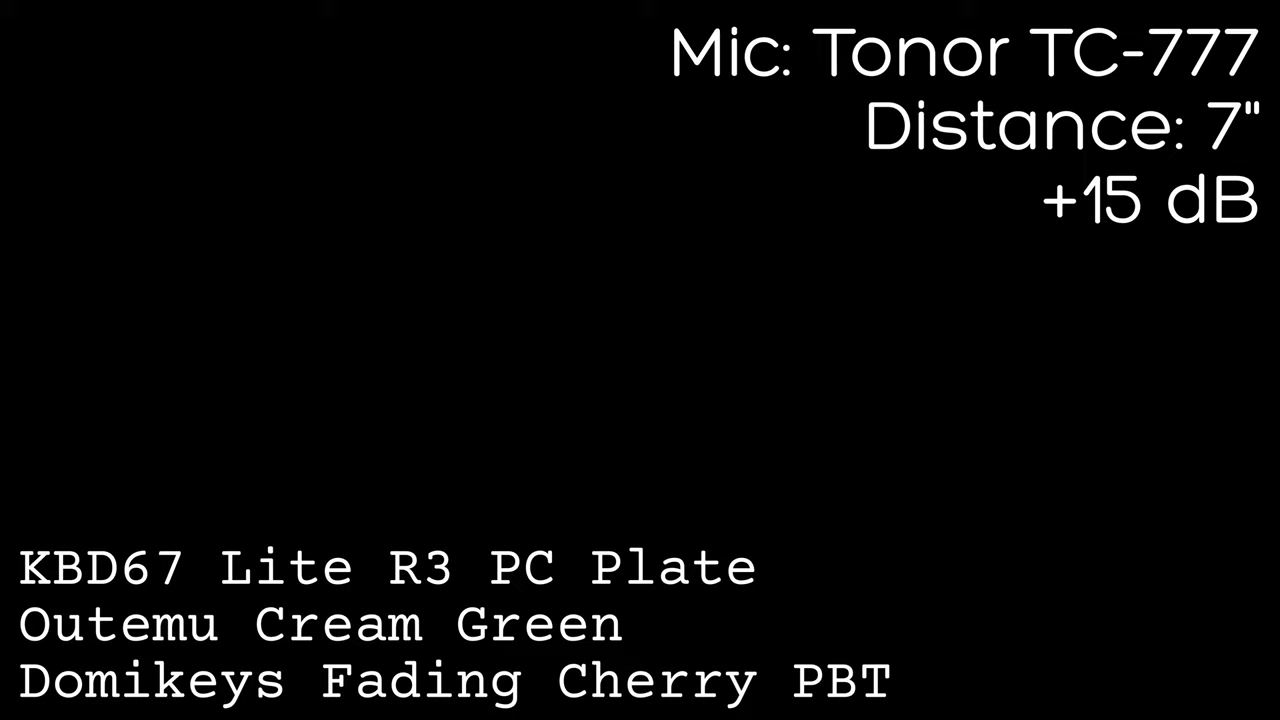 Mic: Tonor TC-777
Distance: 7"
+15 dB
KBD67 Lite R3 PC Plate
Outemu Cream Green
Domikeys Fading Cherry PBT